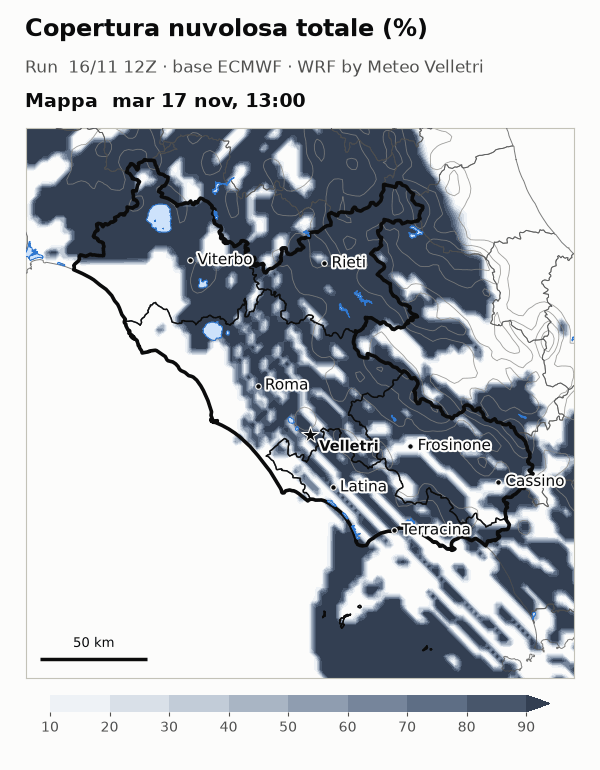 Copertura nuvolosa totale (%)
Run 16/11 12Z · base ECMWF · WRF by Meteo Velletri
Mappa mar 17 nov, 13:00
Viterbo
Rieti
Roma
Velletri
Frosinone
Cassino
Latina
Terracina
50 km
10 20 30 40 50 60 70 80 90